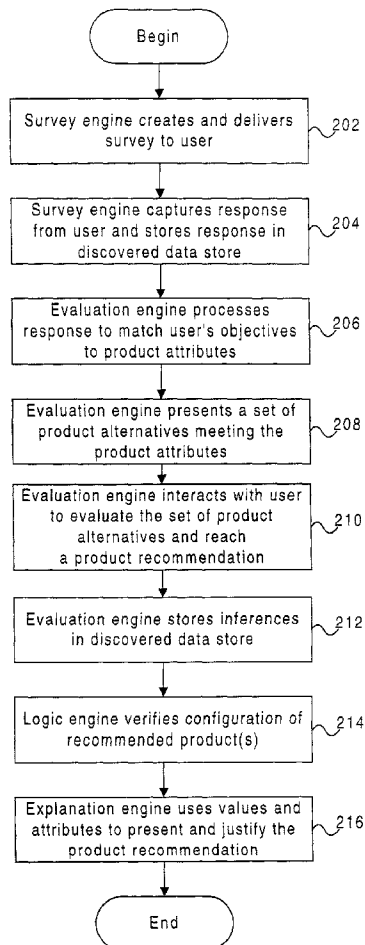 Begin
Survey engine creates and delivers
survey to user
202
Survey engine captures response
from user and stores response in
discovered data store
204
Evaluation engine processes
response to match user's objectives
to product attributes
206
Evaluation engine presents a set of
product alternatives meeting the
product attributes
208
Evaluation engine interacts with user
to evaluate the set of product
alternatives and reach
a product recommendation
210
Evaluation engine stores inferences
in discovered data store
212
Logic engine verifies configuration of
recommended product(s)
214
Explanation engine uses values and
attributes to present and justify the
product recommendation
216
End